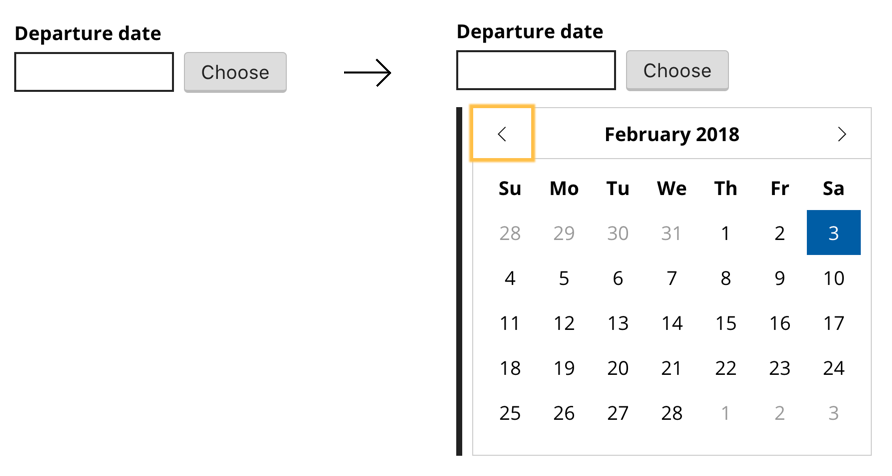 Departure date
Choose
Departure date
Choose
February 2018
Su Mo Tu We Th Fr Sa
28 29 30 31 1 2 3
4 5 6 7 8 9 10
11 12 13 14 15 16 17
18 19 20 21 22 23 24
25 26 27 28 1 2 3